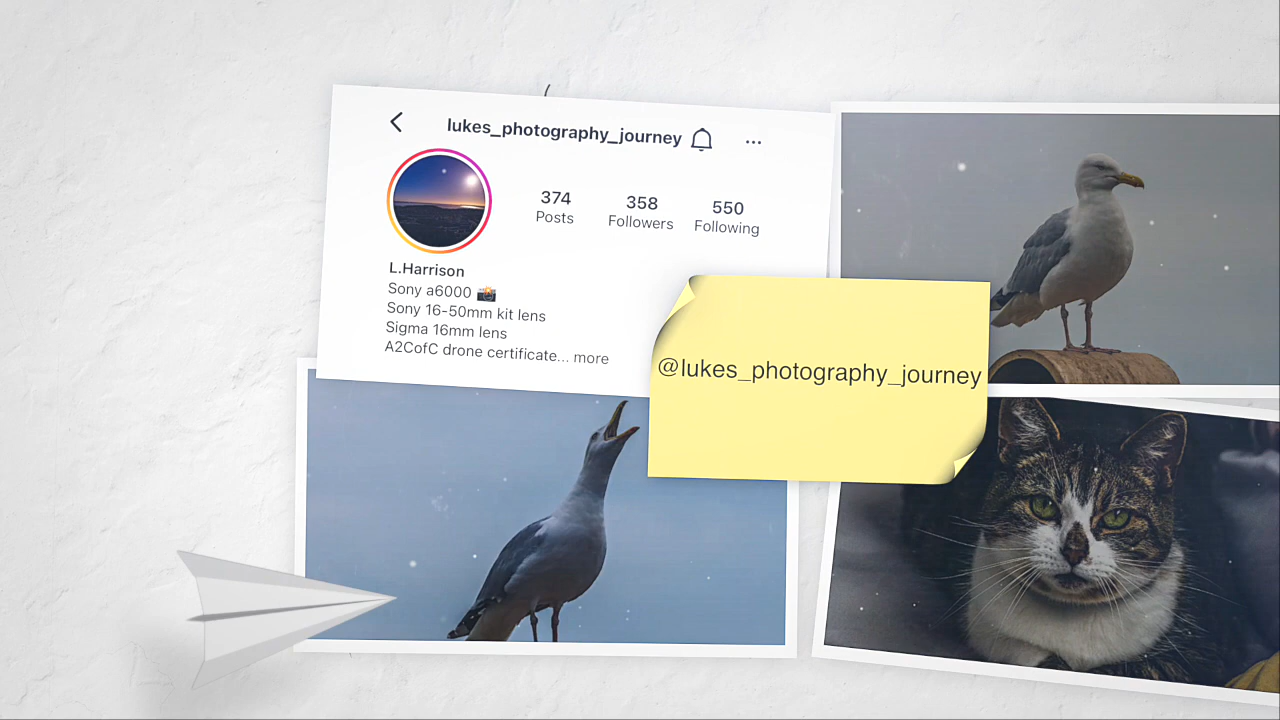 lukes_photography_journey
374 358 550
Posts Followers Following
L.Harrison
Sony a6000 📸
Sony 16-50mm kit lens
Sigma 16mm lens
A2CofC drone certificate... more
@lukes_photography_journey